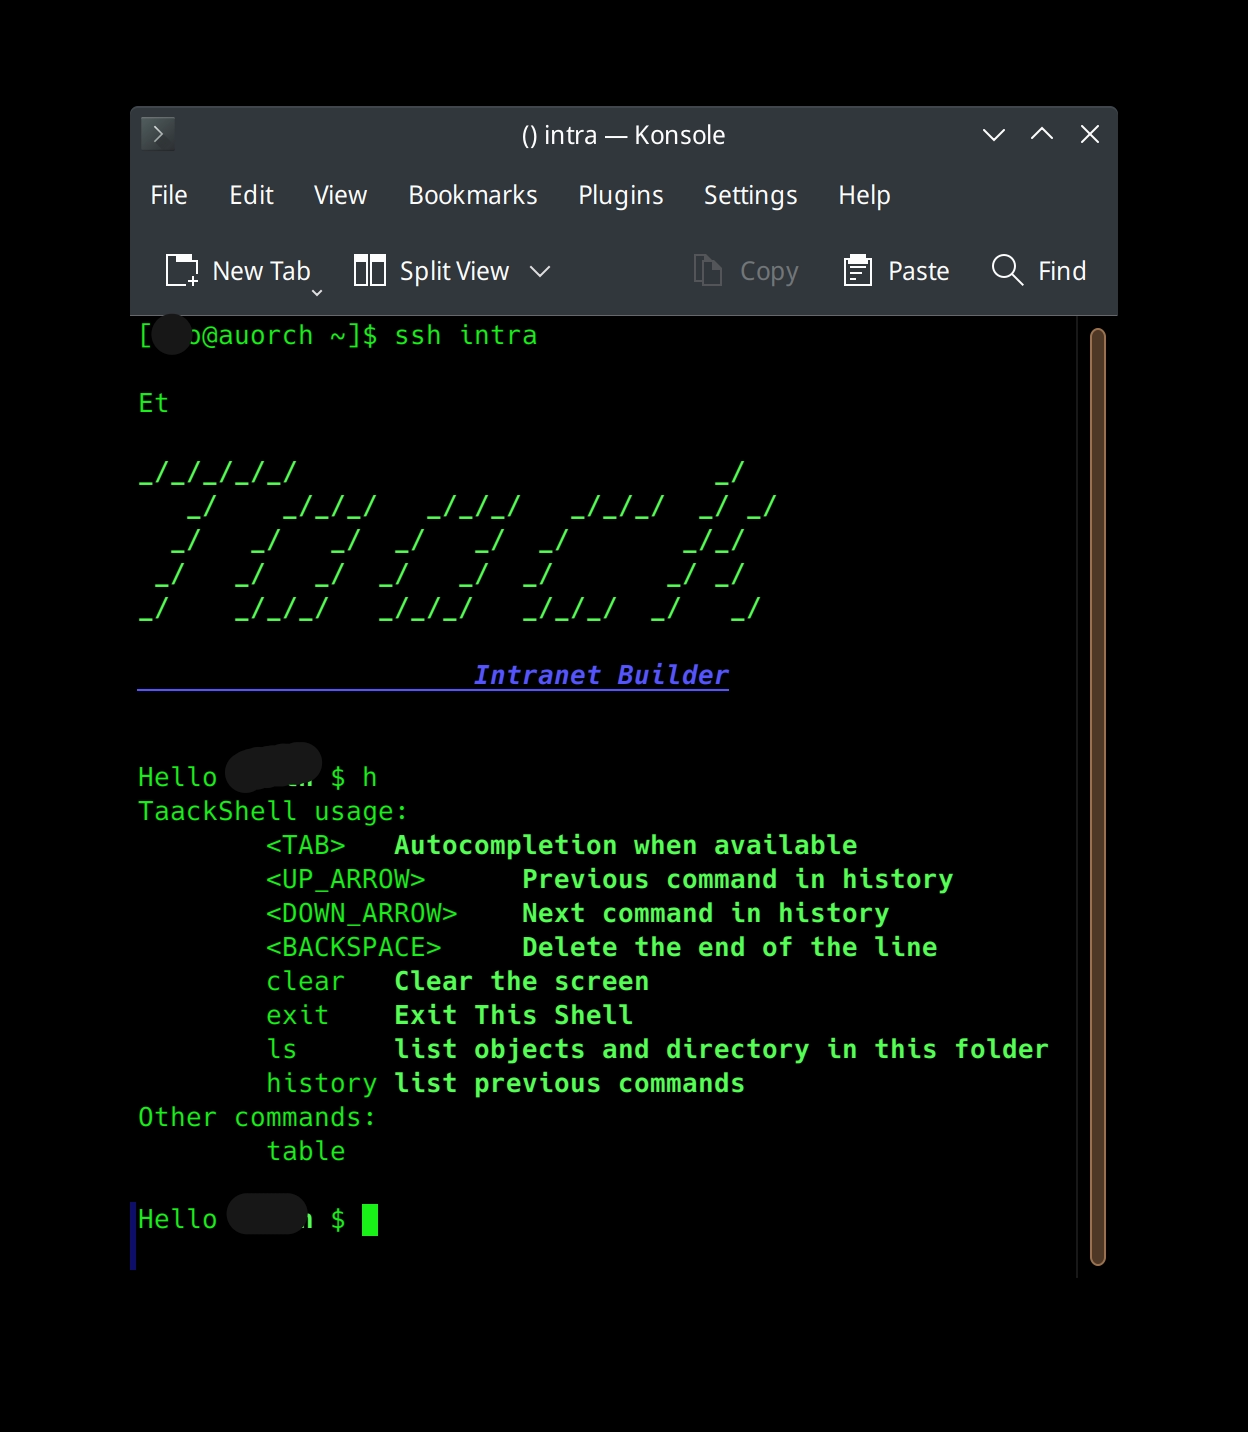 () intra — Konsole
File Edit View Bookmarks Plugins Settings Help
New Tab Split View Copy Paste Find
@auorch ~]$ ssh intra
Et
Taack
Intranet Builder
Hello $ h
TaackShell usage:
<TAB> Autocompletion when available
<UP_ARROW> Previous command in history
<DOWN_ARROW> Next command in history
<BACKSPACE> Delete the end of the line
clear Clear the screen
exit Exit This Shell
ls list objects and directory in this folder
history list previous commands
Other commands:
table
Hello $